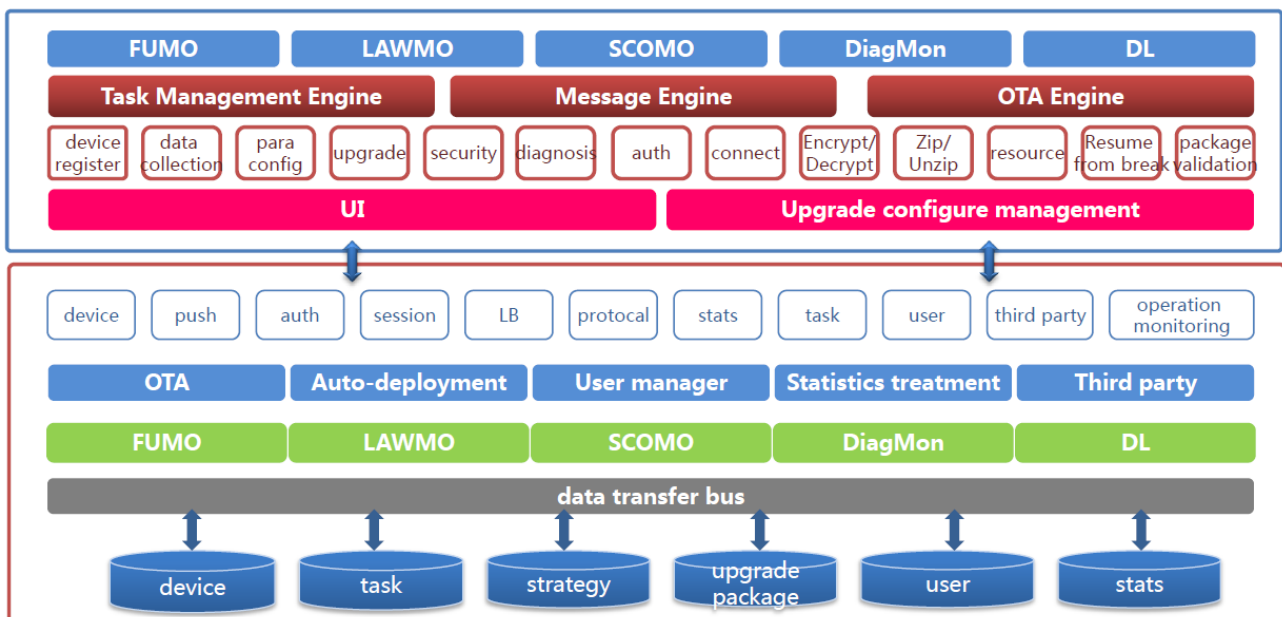 FUMO
LAWMO
SCOMO
DiagMon
DL
Task Management Engine
Message Engine
OTA Engine
device
register
data
collection
para
config
upgrade
security
diagnosis
auth
connect
Encrypt/
Decrypt
Zip/
Unzip
resource
Resume
from break
package
validation
UI
Upgrade configure management
device
push
auth
session
LB
protocal
stats
task
user
third party
operation
monitoring
OTA
Auto-deployment
User manager
Statistics treatment
Third party
FUMO
LAWMO
SCOMO
DiagMon
DL
data transfer bus
device
task
strategy
upgrade
package
user
stats